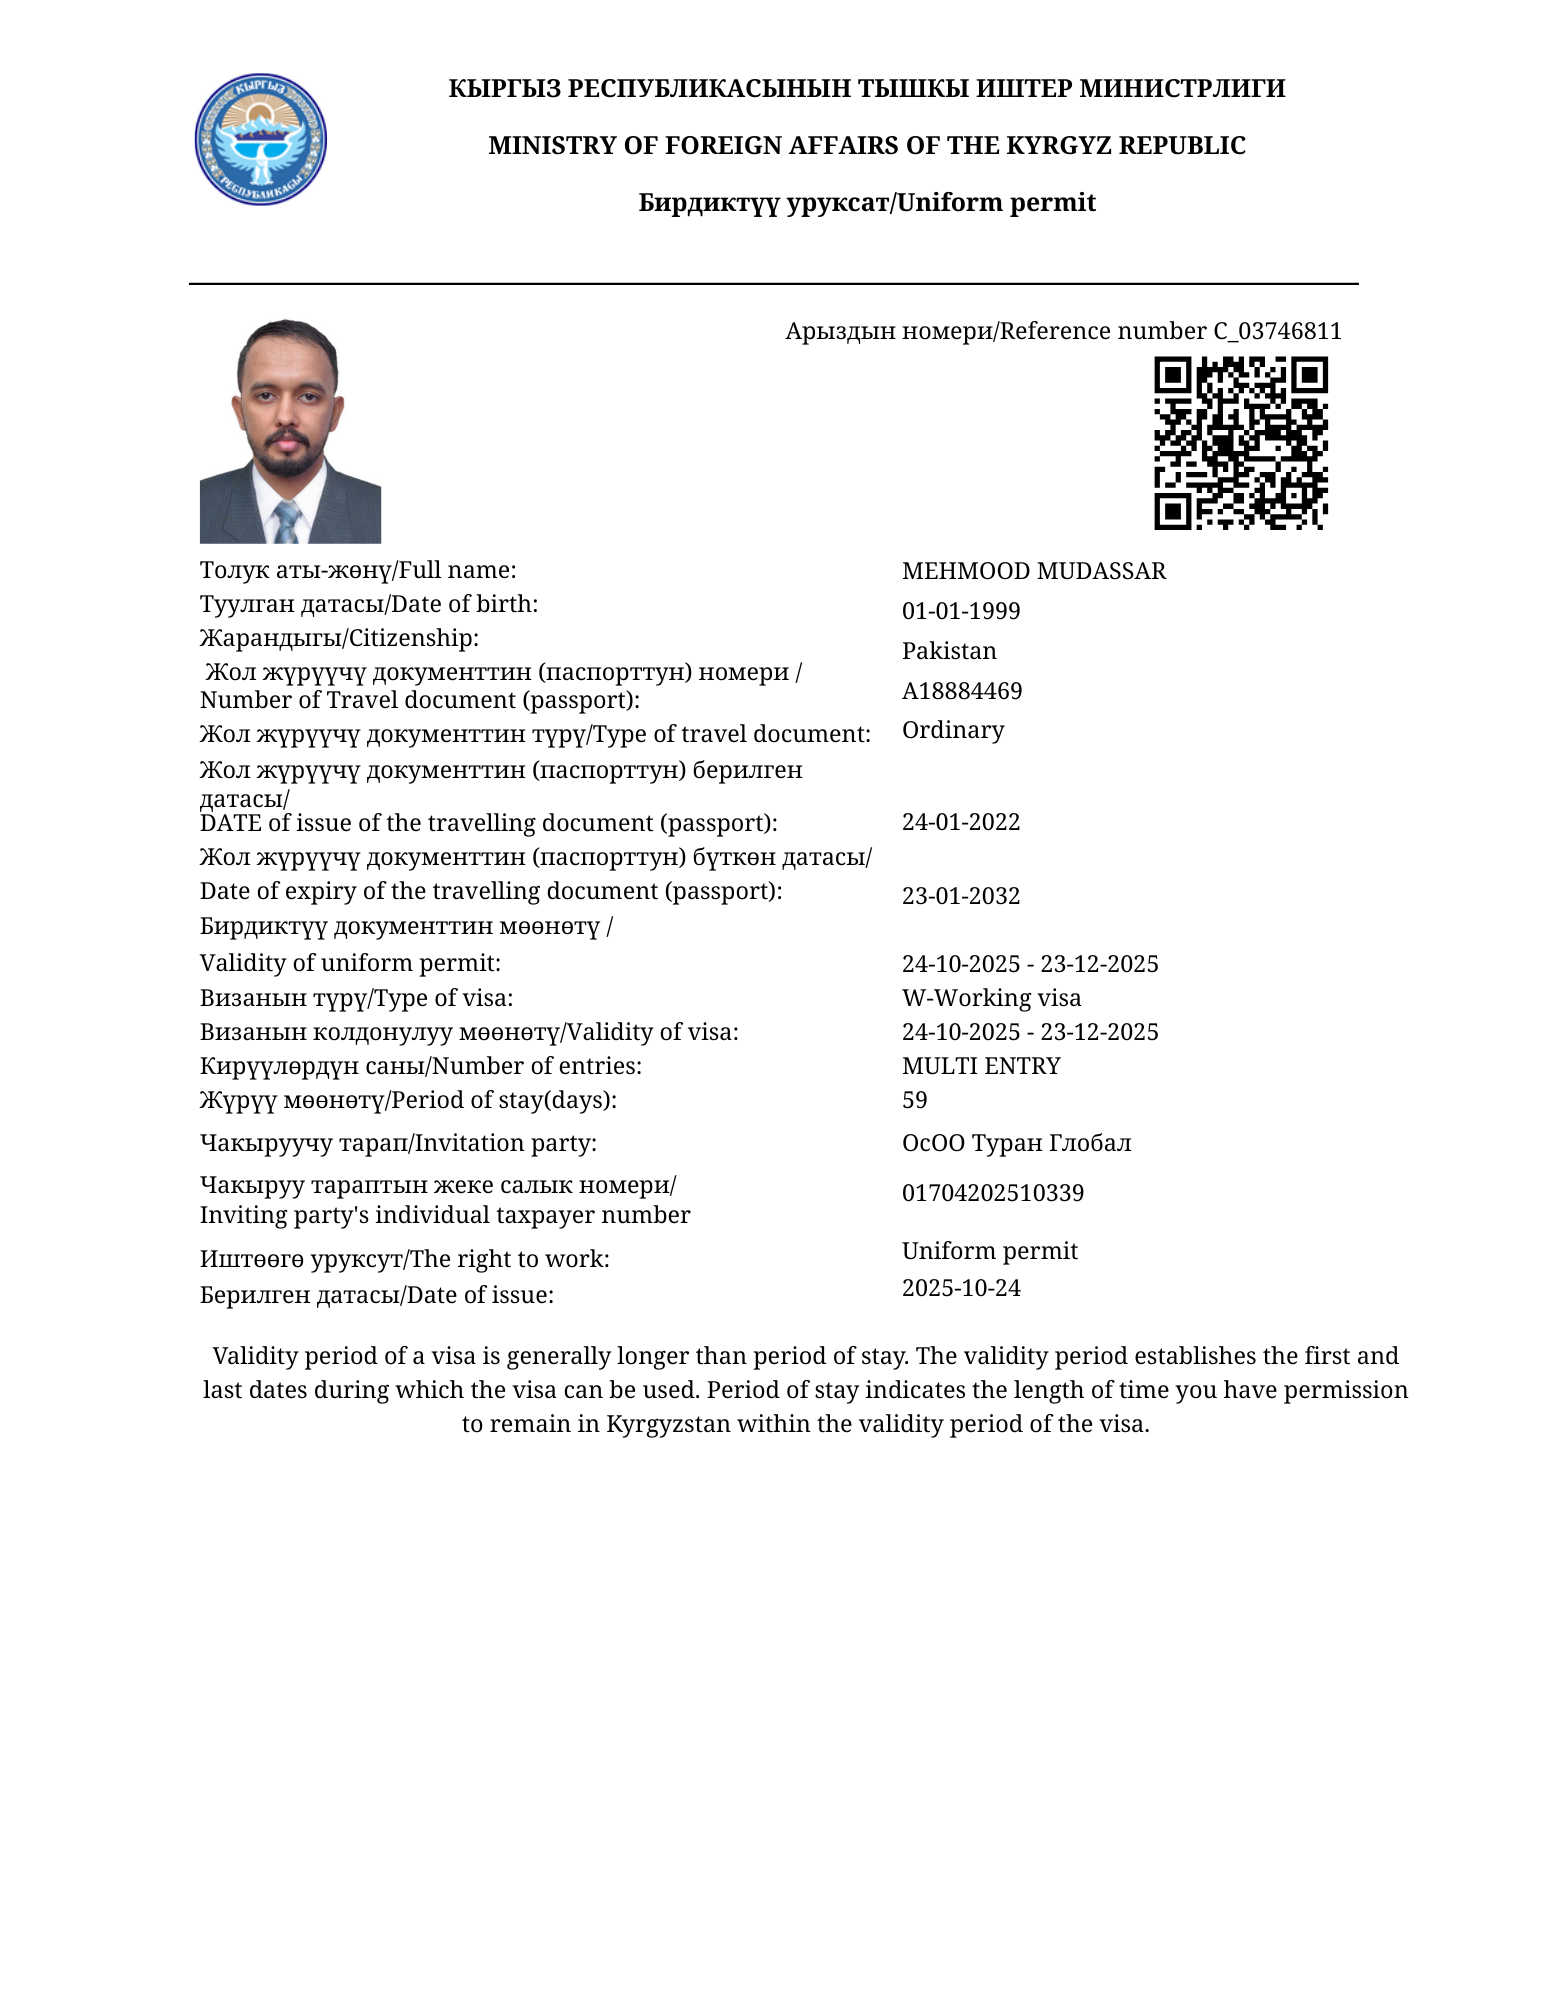 КЫРГЫЗ РЕСПУБЛИКАСЫНЫН ТЫШКЫ ИШТЕР МИНИСТРЛИГИ
MINISTRY OF FOREIGN AFFAIRS OF THE KYRGYZ REPUBLIC
Бирдиктүү уруксат/Uniform permit
КЫРГЫЗ
РЕСПУБЛИКАСЫ
Арыздын номери/Reference number C_03746811
Толук аты-жөнү/Full name: MEHMOOD MUDASSAR
Туулган датасы/Date of birth: 01-01-1999
Жарандыгы/Citizenship: Pakistan
Жол жүрүүчү документтин (паспорттун) номери /
Number of Travel document (passport): A18884469
Жол жүрүүчү документтин түрү/Type of travel document: Ordinary
Жол жүрүүчү документтин (паспорттун) берилген
датасы/
DATE of issue of the travelling document (passport): 24-01-2022
Жол жүрүүчү документтин (паспорттун) бүткөн датасы/
Date of expiry of the travelling document (passport): 23-01-2032
Бирдиктүү документтин мөөнөтү /
Validity of uniform permit: 24-10-2025 - 23-12-2025
Визанын түрү/Type of visa: W-Working visa
Визанын колдонулуу мөөнөтү/Validity of visa: 24-10-2025 - 23-12-2025
Кирүүлөрдүн саны/Number of entries: MULTI ENTRY
Жүрүү мөөнөтү/Period of stay(days): 59
Чакыруучу тарап/Invitation party: ОсОО Туран Глобал
Чакыруу тараптын жеке салык номери/
Inviting party's individual taxpayer number 01704202510339
Иштөөгө уруксут/The right to work: Uniform permit
Берилген датасы/Date of issue: 2025-10-24
Validity period of a visa is generally longer than period of stay. The validity period establishes the first and
last dates during which the visa can be used. Period of stay indicates the length of time you have permission
to remain in Kyrgyzstan within the validity period of the visa.